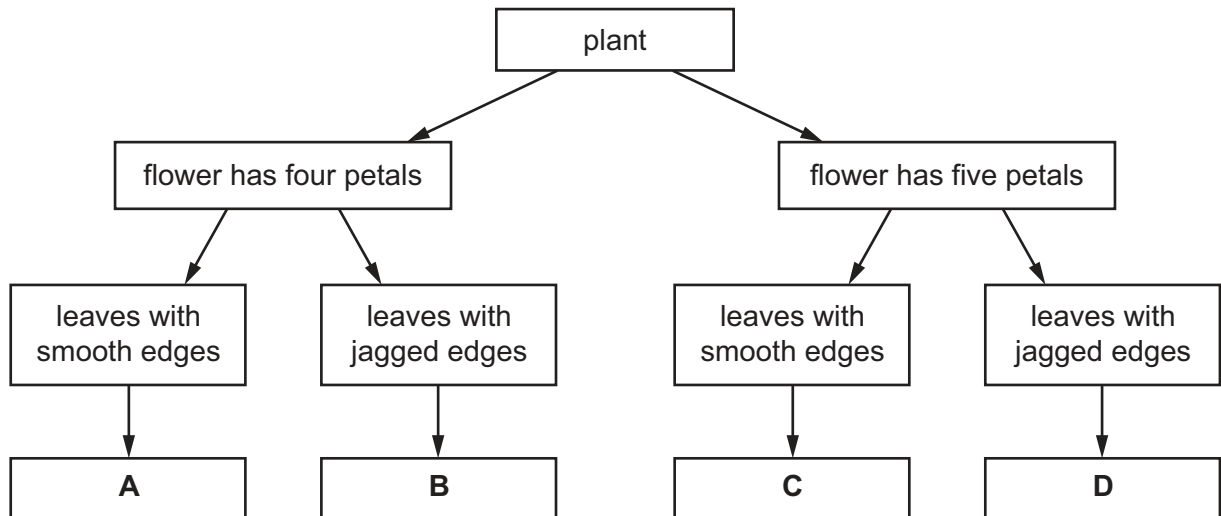 plant
flower has four petals
flower has five petals
leaves with
smooth edges
leaves with
jagged edges
leaves with
smooth edges
leaves with
jagged edges
A
B
C
D